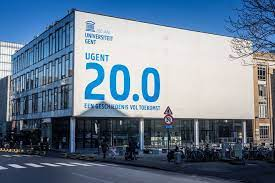 UNIVERSITEIT
GENT
UGENT
20.0
EEN GESCHIEDENIS VOL TOEKOMST